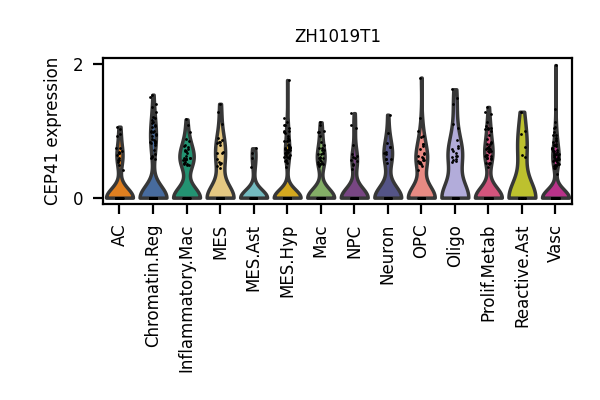 ZH1019T1
CEP41 expression
2
0
AC
Chromatin.Reg
Inflammatory.Mac
MES
MES.Ast
MES.Hyp
Mac
NPC
Neuron
OPC
Oligo
Prolif.Metab
Reactive.Ast
Vasc